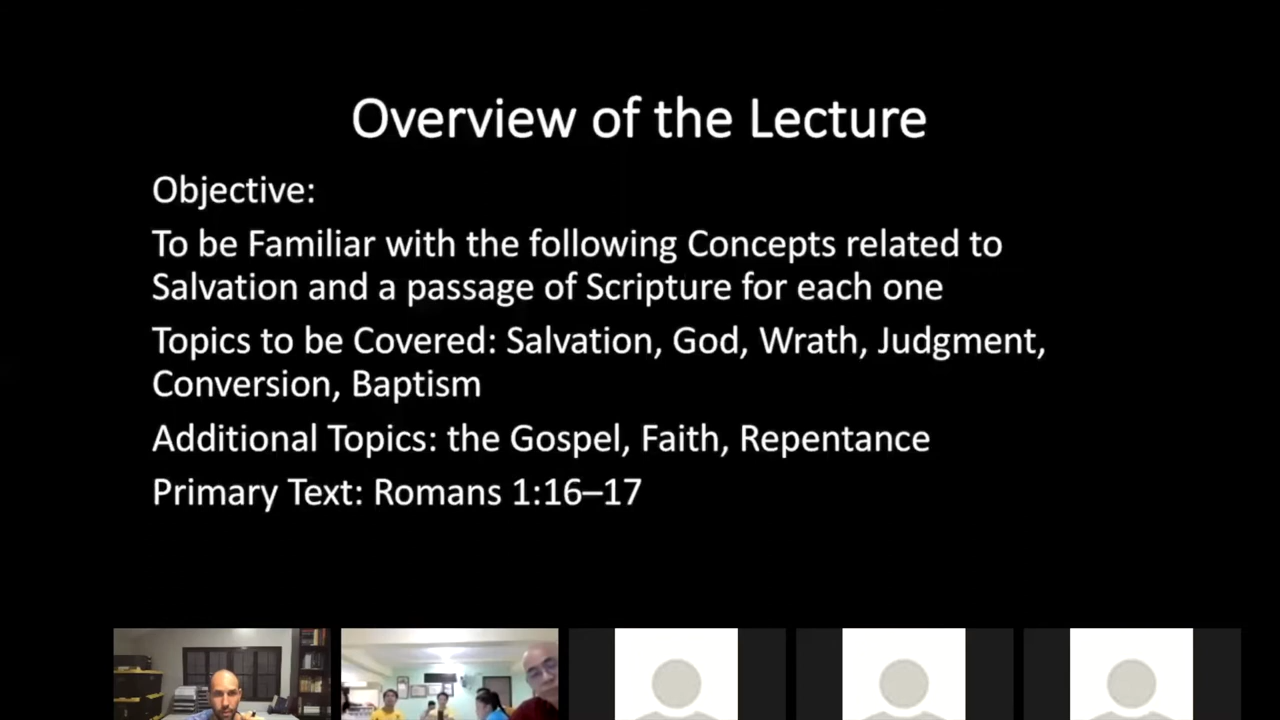 Overview of the Lecture
Objective:
To be Familiar with the following Concepts related to
Salvation and a passage of Scripture for each one
Topics to be Covered: Salvation, God, Wrath, Judgment,
Conversion, Baptism
Additional Topics: the Gospel, Faith, Repentance
Primary Text: Romans 1:16–17